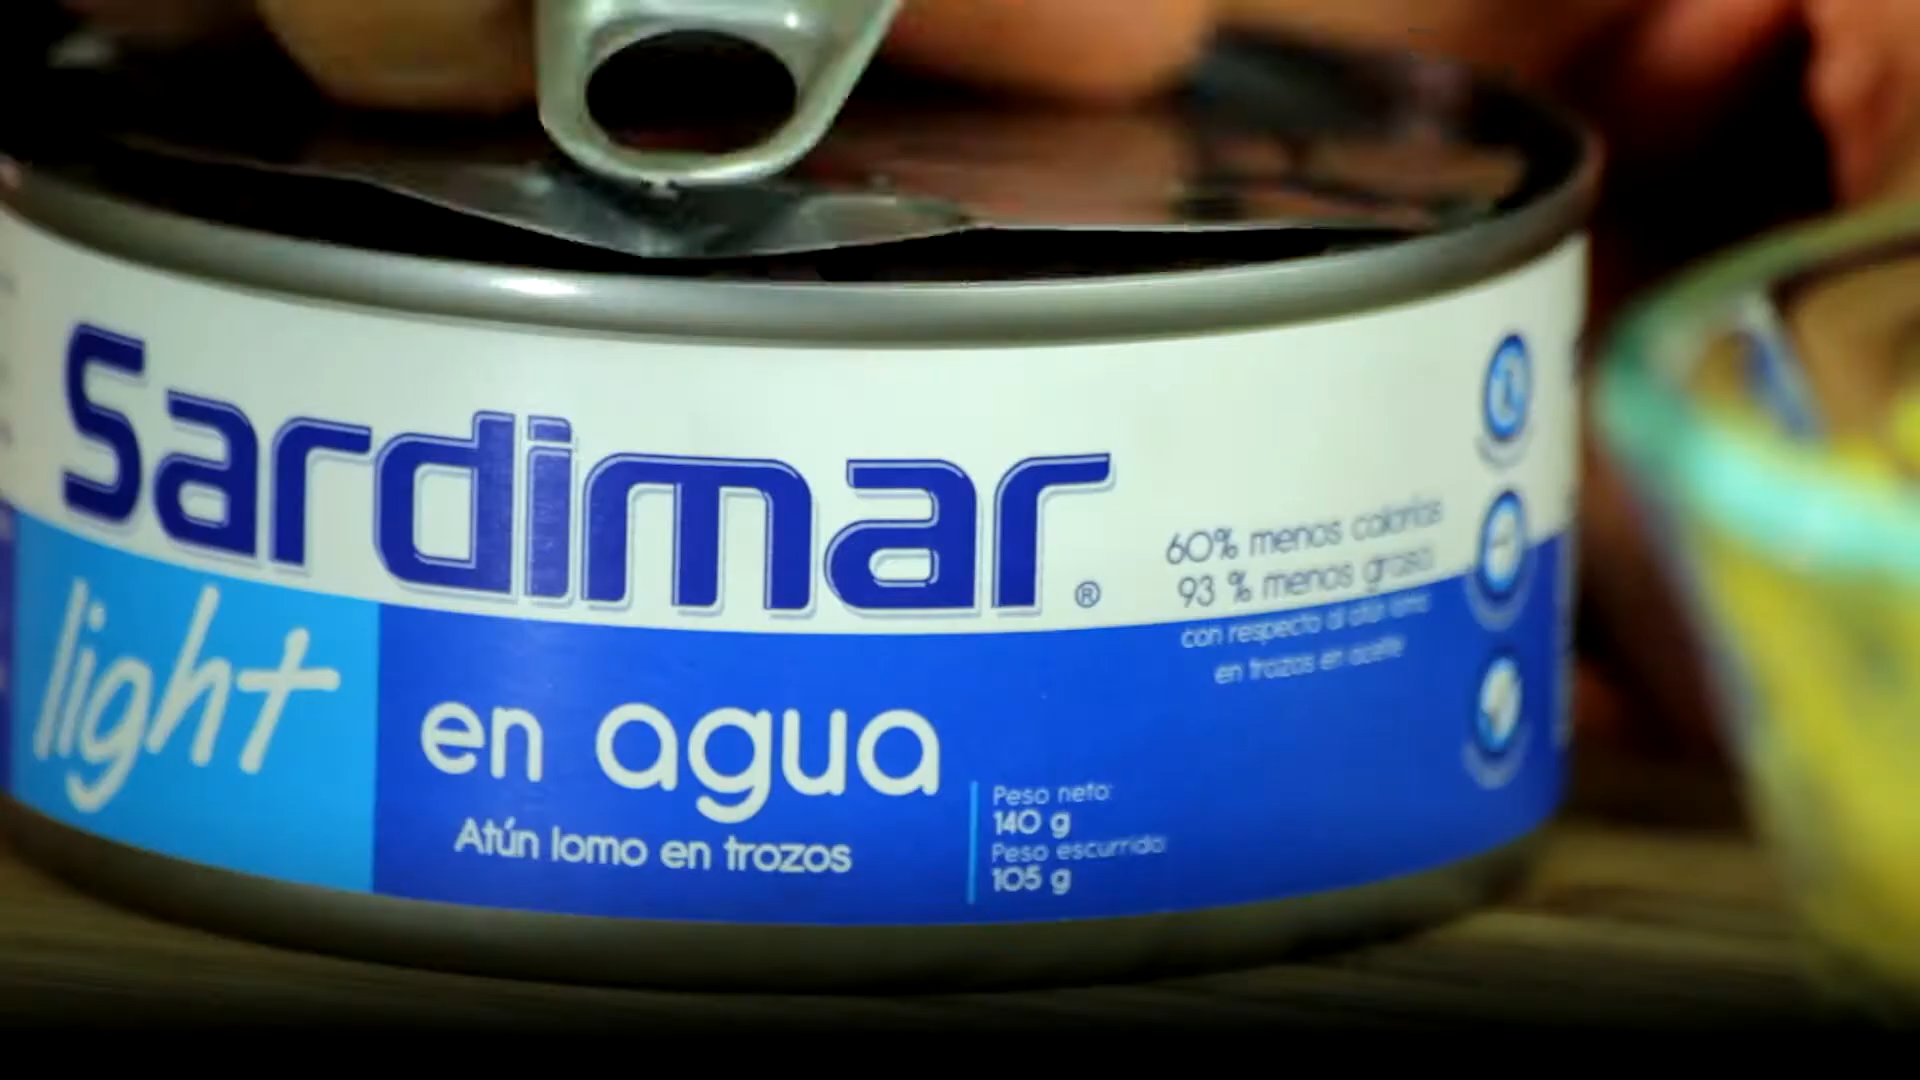 Sardimar®
light
en agua
Atún lomo en trozos
Peso neto:
140 g
Peso escurrido:
105 g
60% menos calorías
93 % menos grasa
con respecto al atún lomo
en trozos en aceite